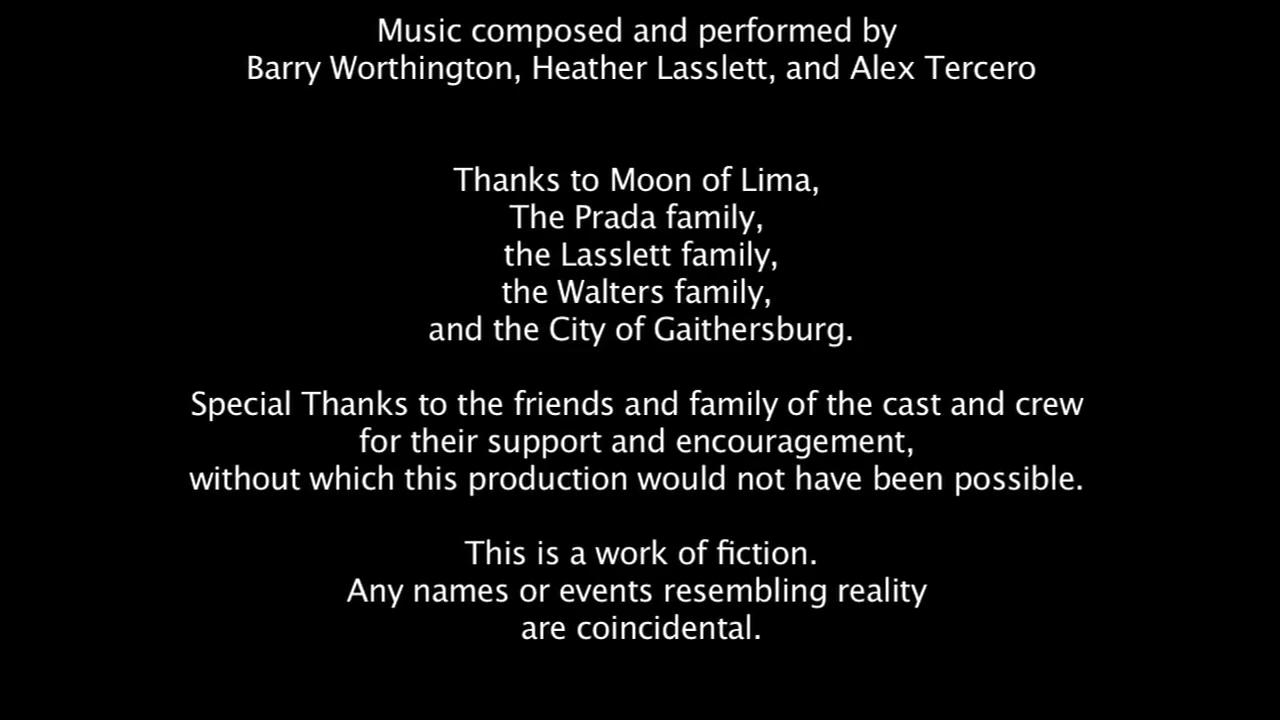 Music composed and performed by
Barry Worthington, Heather Lasslett, and Alex Tercero
Thanks to Moon of Lima,
The Prada family,
the Lasslett family,
the Walters family,
and the City of Gaithersburg.
Special Thanks to the friends and family of the cast and crew
for their support and encouragement,
without which this production would not have been possible.
This is a work of fiction.
Any names or events resembling reality
are coincidental.